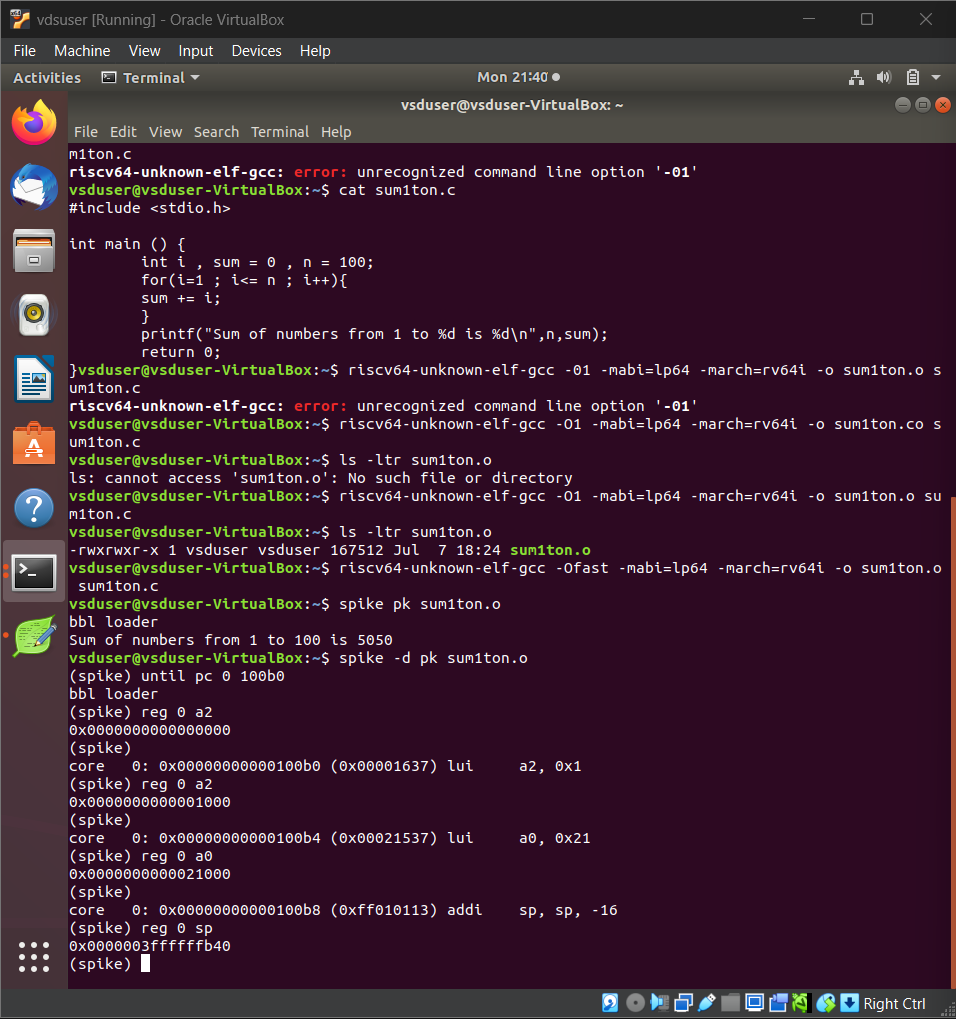 vdsuser [Running] - Oracle VirtualBox
File Machine View Input Devices Help
Activities Terminal Mon 21:40
vsduser@vsduser-VirtualBox: ~
File Edit View Search Terminal Help
m1ton.c
riscv64-unknown-elf-gcc: error: unrecognized command line option '-01'
vsduser@vsduser-VirtualBox:~$ cat sum1ton.c
#include <stdio.h>
int main () {
int i , sum = 0 , n = 100;
for(i=1 ; i<= n ; i++){
sum += i;
}
printf("Sum of numbers from 1 to %d is %d\n",n,sum);
return 0;
}vsduser@vsduser-VirtualBox:~$ riscv64-unknown-elf-gcc -01 -mabi=lp64 -march=rv64i -o sum1ton.o s
um1ton.c
riscv64-unknown-elf-gcc: error: unrecognized command line option '-01'
vsduser@vsduser-VirtualBox:~$ riscv64-unknown-elf-gcc -O1 -mabi=lp64 -march=rv64i -o sum1ton.co s
um1ton.c
vsduser@vsduser-VirtualBox:~$ ls -ltr sum1ton.o
ls: cannot access 'sum1ton.o': No such file or directory
vsduser@vsduser-VirtualBox:~$ riscv64-unknown-elf-gcc -O1 -mabi=lp64 -march=rv64i -o sum1ton.o su
m1ton.c
vsduser@vsduser-VirtualBox:~$ ls -ltr sum1ton.o
-rwxrwxr-x 1 vsduser vsduser 167512 Jul  7 18:24 sum1ton.o
vsduser@vsduser-VirtualBox:~$ riscv64-unknown-elf-gcc -Ofast -mabi=lp64 -march=rv64i -o sum1ton.o
sum1ton.c
vsduser@vsduser-VirtualBox:~$ spike pk sum1ton.o
bbl loader
Sum of numbers from 1 to 100 is 5050
vsduser@vsduser-VirtualBox:~$ spike -d pk sum1ton.o
(spike) until pc 0 100b0
bbl loader
(spike) reg 0 a2
0x0000000000000000
(spike)
core   0: 0x00000000000100b0 (0x00001637) lui     a2, 0x1
(spike) reg 0 a2
0x0000000000001000
(spike)
core   0: 0x00000000000100b4 (0x00021537) lui     a0, 0x21
(spike) reg 0 a0
0x0000000000021000
(spike)
core   0: 0x00000000000100b8 (0xff010113) addi    sp, sp, -16
(spike) reg 0 sp
0x0000003ffffffb40
(spike)
Right Ctrl